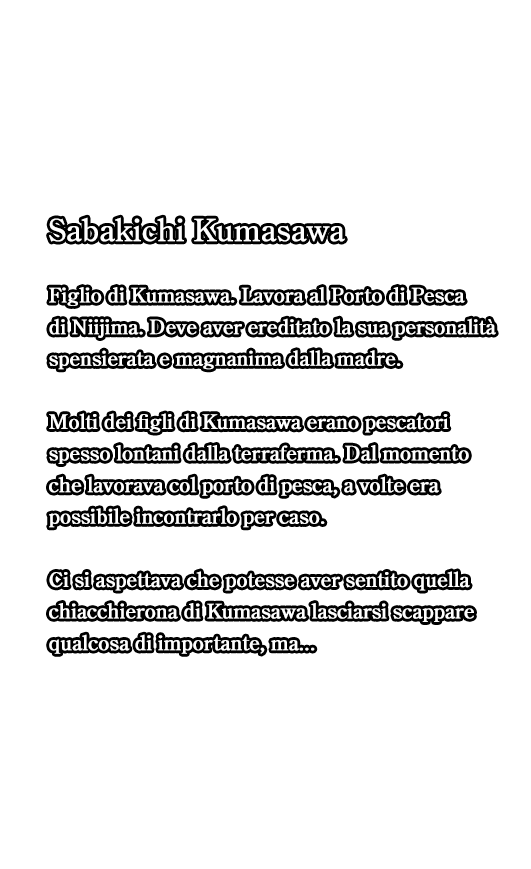 Sabakichi Kumasawa
Figlio di Kumasawa. Lavora al Porto di Pesca
di Niijima. Deve aver ereditato la sua personalità
spensierata e magnanima dalla madre.
Molti dei figli di Kumasawa erano pescatori
spesso lontani dalla terraferma. Dal momento
che lavorava col porto di pesca, a volte era
possibile incontrarlo per caso.
Ci si aspettava che potesse aver sentito quella
chiacchierona di Kumasawa lasciarsi scappare
qualcosa di importante, ma...